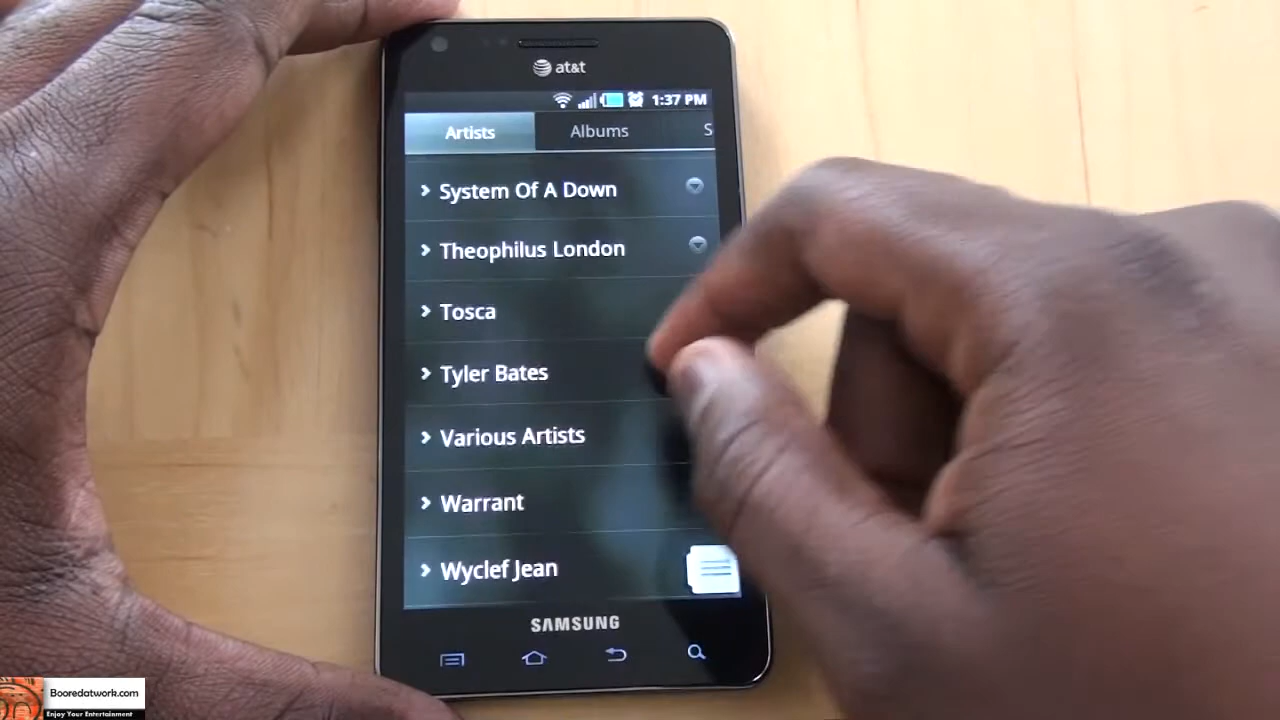 at&t
1:37 PM
Artists Albums S
System Of A Down
Theophilus London
Tosca
Tyler Bates
Various Artists
Warrant
Wyclef Jean
SAMSUNG
Booredatwork.com
Enjoy Your Entertainment